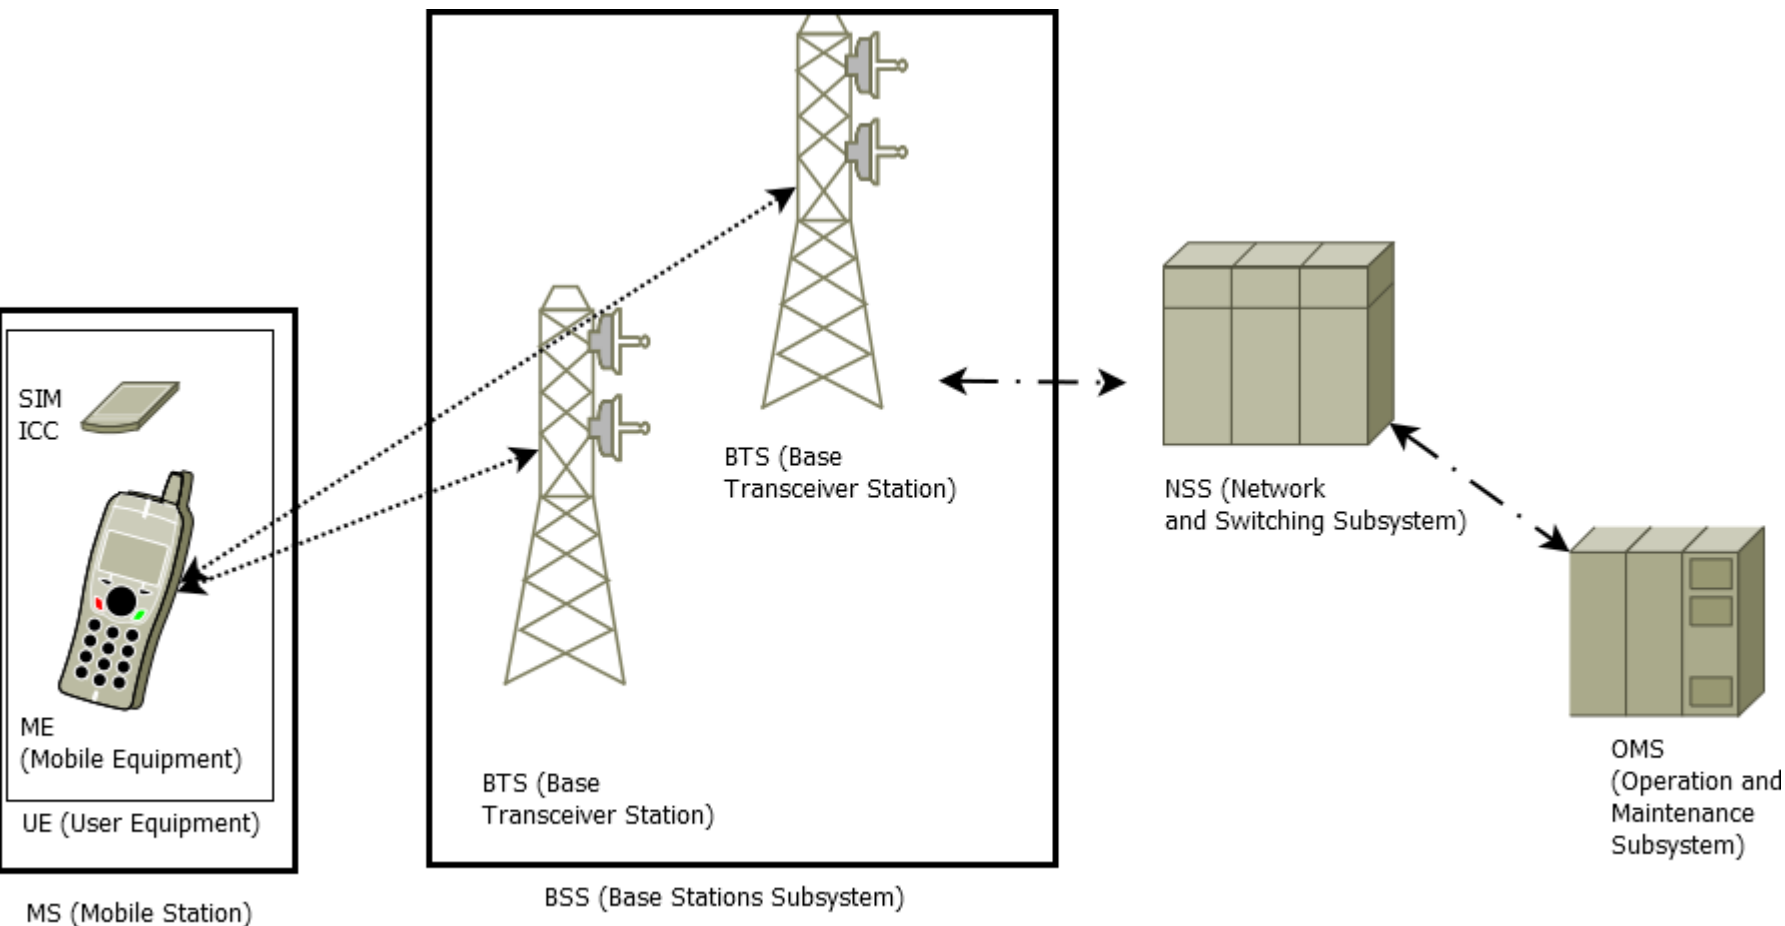 SIM
ICC
ME
(Mobile Equipment)
UE (User Equipment)
MS (Mobile Station)
BTS (Base
Transceiver Station)
BTS (Base
Transceiver Station)
BSS (Base Stations Subsystem)
NSS (Network
and Switching Subsystem)
OMS
(Operation and
Maintenance
Subsystem)